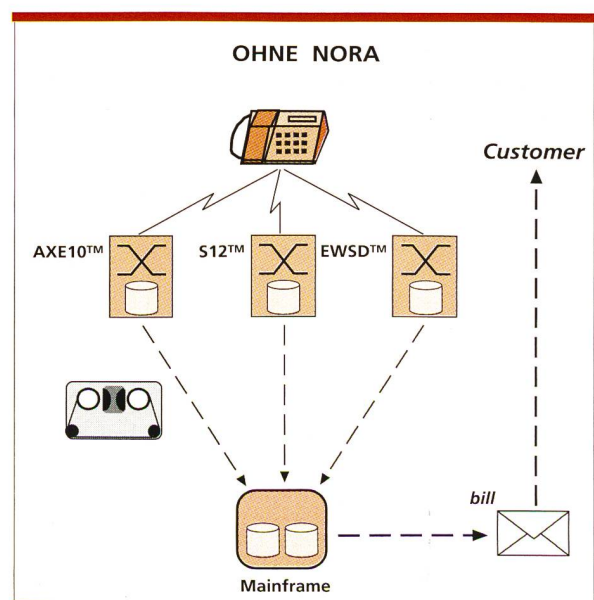 OHNE NORA
Customer
AXE10™
S12™
EWSD™
bill
Mainframe